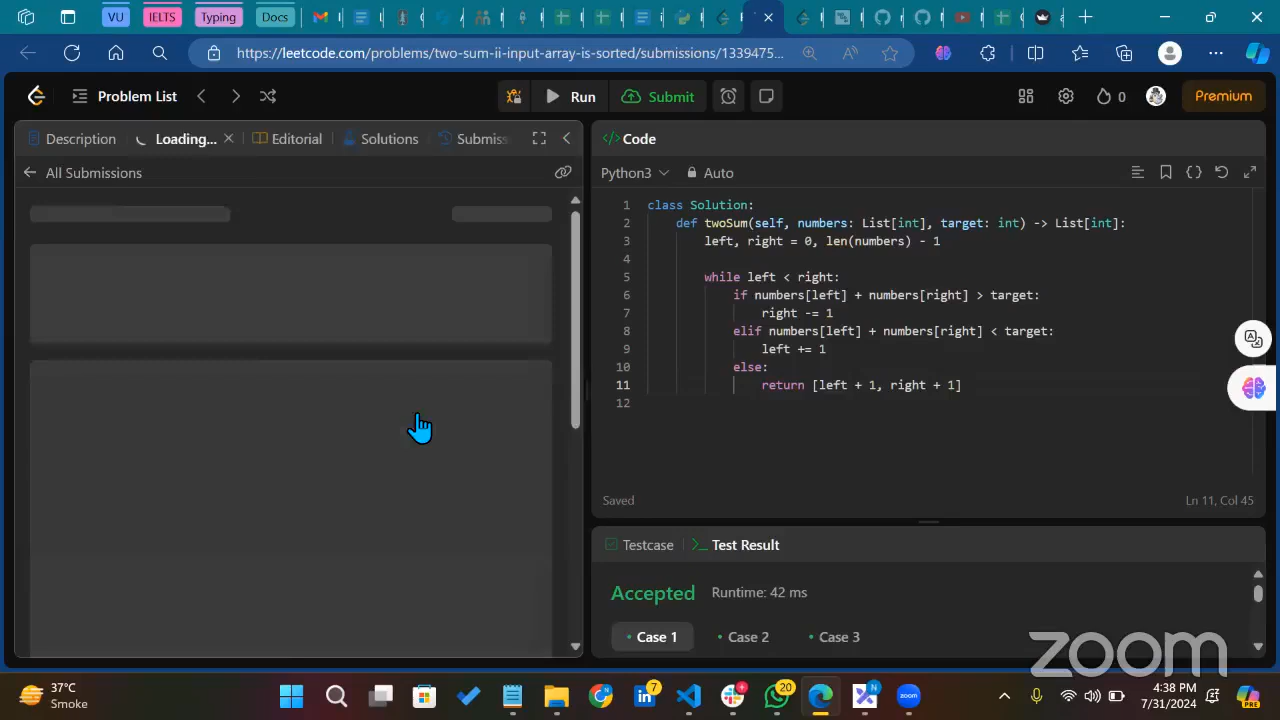 VU
IELTS
Typing
Docs
https://leetcode.com/problems/two-sum-ii-input-array-is-sorted/submissions/1339475...
Problem List
Run
Submit
0
Premium
Description
Loading...
Editorial
Solutions
Submiss
All Submissions
</> Code
Python3
Auto
1 class Solution:
2 def twoSum(self, numbers: List[int], target: int) -> List[int]:
3 left, right = 0, len(numbers) - 1
4
5 while left < right:
6 if numbers[left] + numbers[right] > target:
7 right -= 1
8 elif numbers[left] + numbers[right] < target:
9 left += 1
10 else:
11 return [left + 1, right + 1]
12
Saved
Ln 11, Col 45
Testcase
Test Result
Accepted
Runtime: 42 ms
Case 1
Case 2
Case 3
zoom
37°C
Smoke
7
20
N
zoom
4:38 PM
7/31/2024
PRE